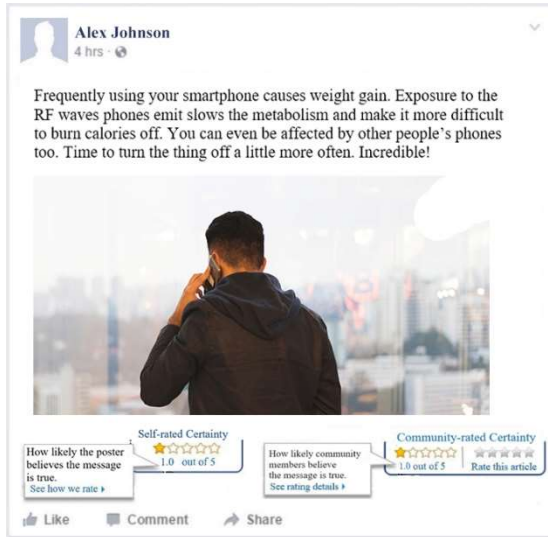 Alex Johnson
4 hrs ·
Frequently using your smartphone causes weight gain. Exposure to the
RF waves phones emit slows the metabolism and make it more difficult
to burn calories off. You can even be affected by other people's phones
too. Time to turn the thing off a little more often. Incredible!
Self-rated Certainty
How likely the poster
believes the message
is true.
See how we rate
1.0 out of 5
Community-rated Certainty
How likely community
members believe
the message is true.
See rating details
1.0 out of 5
Rate this article
Like Comment Share